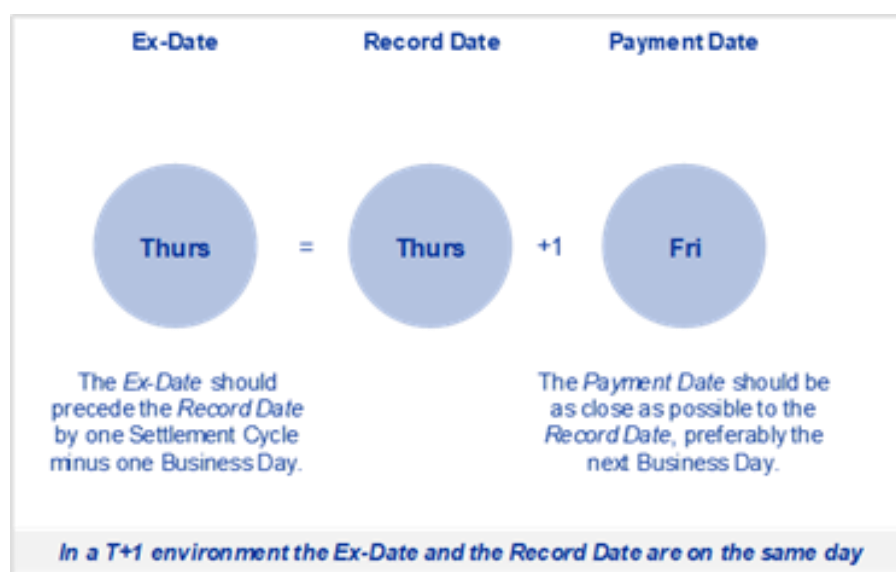 Ex-Date Record Date Payment Date
Thurs = Thurs +1 Fri
The Ex-Date should
precede the Record Date
by one Settlement Cycle
minus one Business Day.
The Payment Date should be
as close as possible to the
Record Date, preferably the
next Business Day.
In a T+1 environment the Ex-Date and the Record Date are on the same day